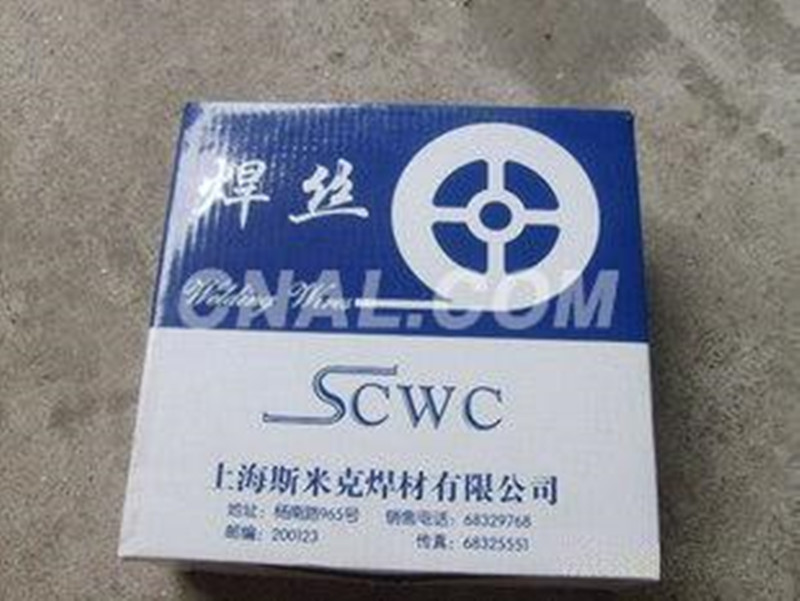 焊丝
Welding Wires
CNAL.COM
SCWC
上海斯米克焊材有限公司
地址：杨南路965号 销售电话：68329768
邮编：200123 传真：68325551